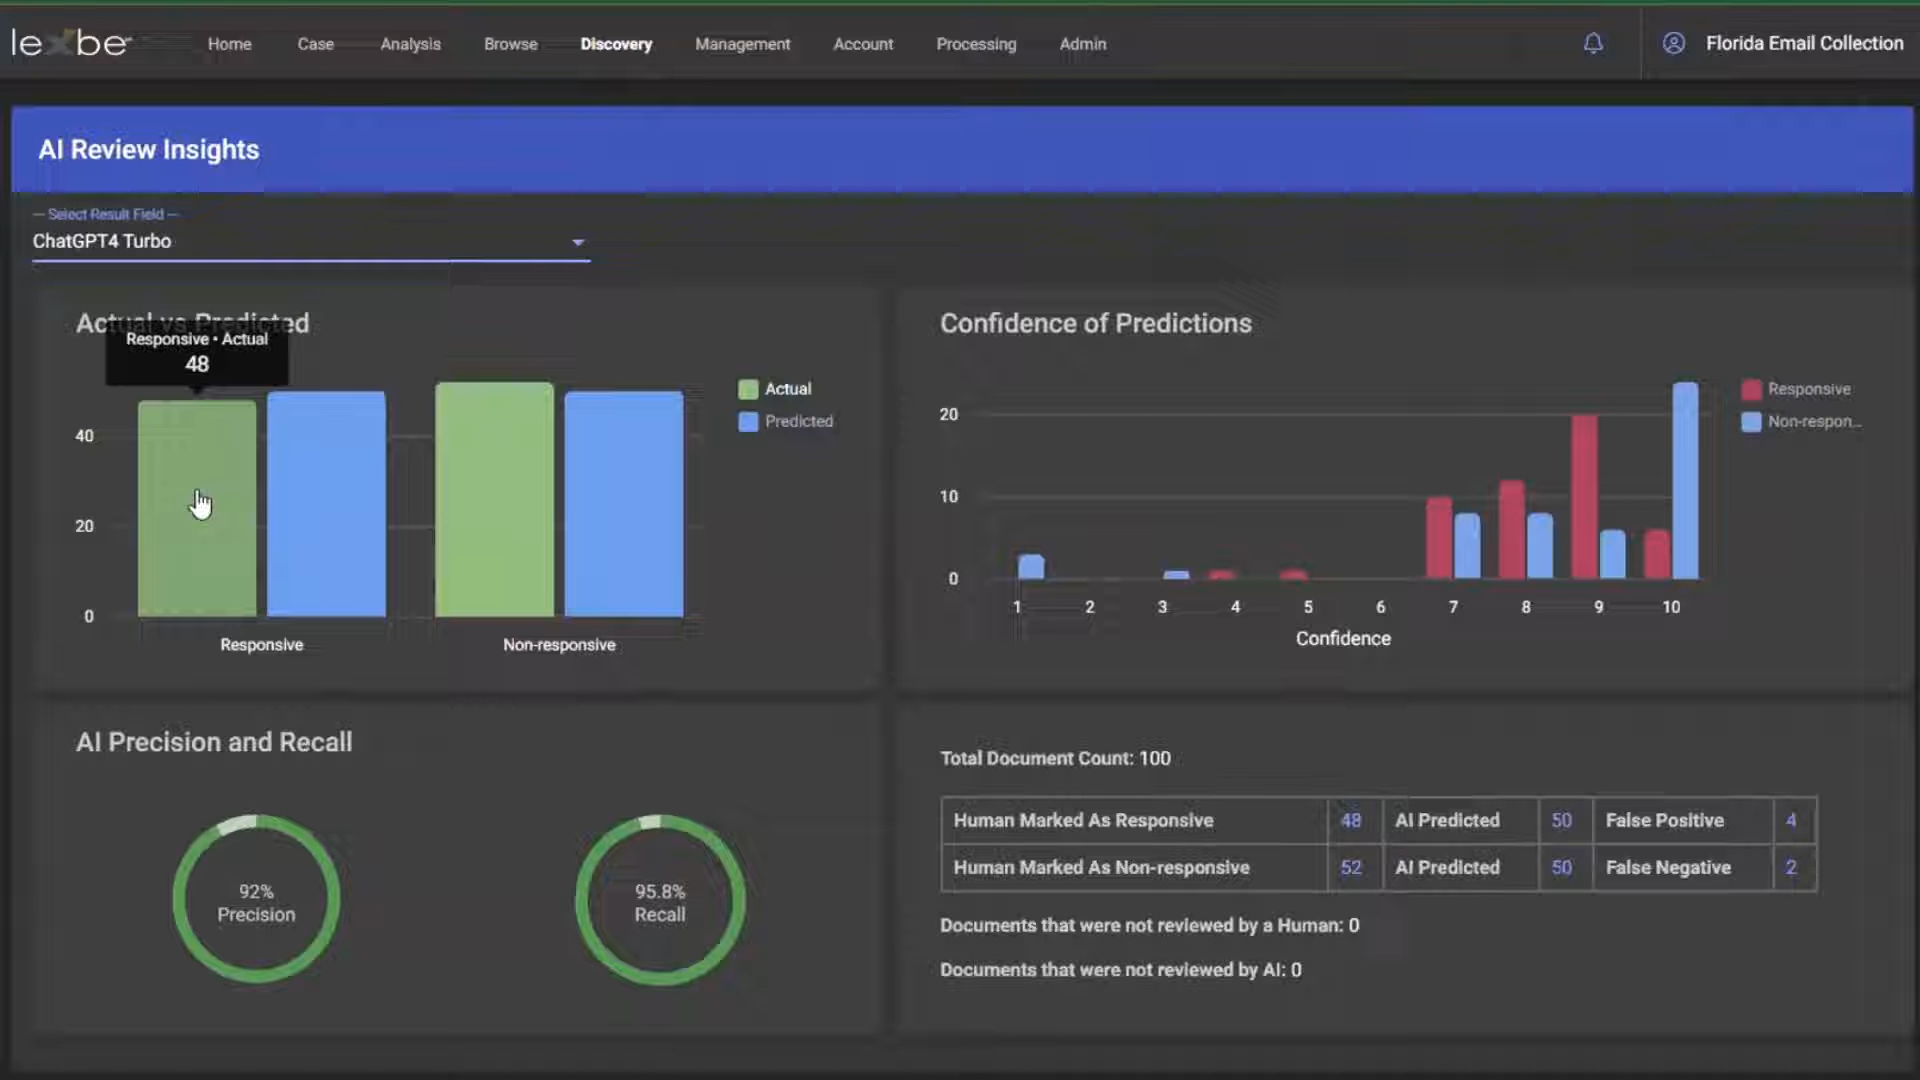 lexbe
Home Case Analysis Browse Discovery Management Account Processing Admin
Florida Email Collection
AI Review Insights
— Select Result Field —
ChatGPT4 Turbo
Actual vs Predicted
Responsive • Actual
48
Actual
Predicted
40
20
0
Responsive Non-responsive
Confidence of Predictions
Responsive
Non-respon...
20
10
0
1 2 3 4 5 6 7 8 9 10
Confidence
AI Precision and Recall
92%
Precision
95.8%
Recall
Total Document Count: 100
Human Marked As Responsive 48 AI Predicted 50 False Positive 4
Human Marked As Non-responsive 52 AI Predicted 50 False Negative 2
Documents that were not reviewed by a Human: 0
Documents that were not reviewed by AI: 0